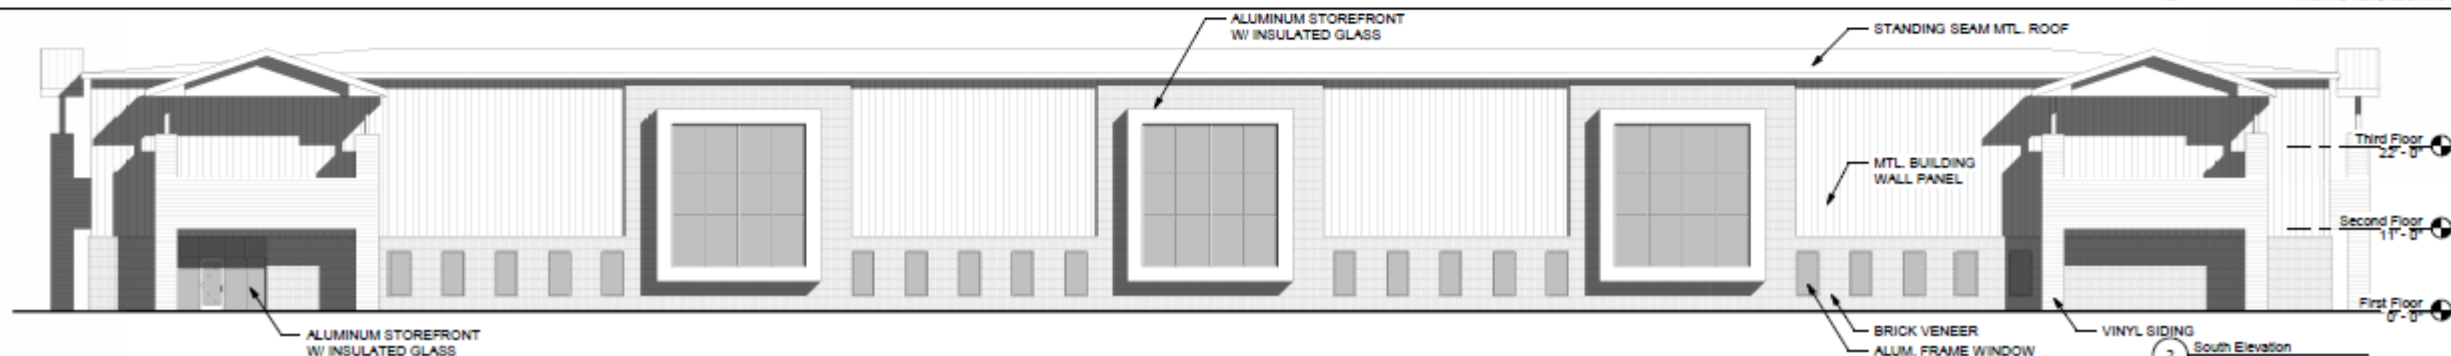 ALUMINUM STOREFRONT
W/ INSULATED GLASS
STANDING SEAM MTL. ROOF
Third Floor
22' - 0"
MTL. BUILDING
WALL PANEL
Second Floor
11' - 0"
First Floor
0' - 0"
ALUMINUM STOREFRONT
W/ INSULATED GLASS
BRICK VENEER
ALUM. FRAME WINDOW
VINYL SIDING
South Elevation